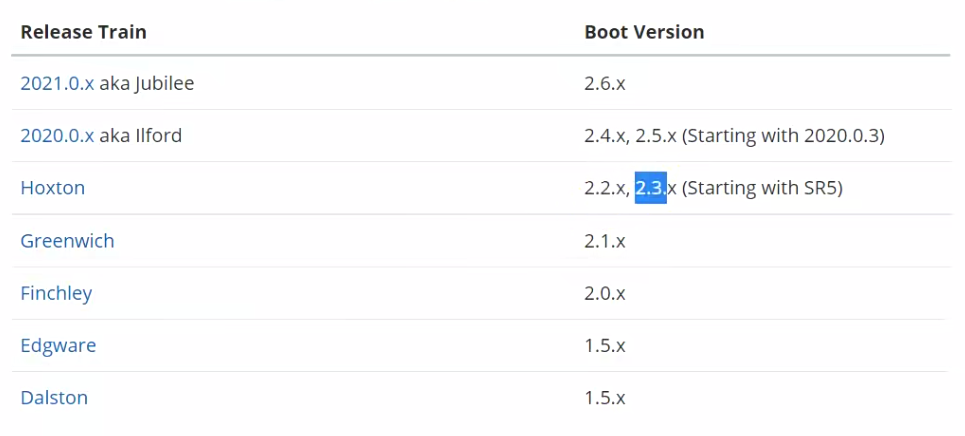 Release Train Boot Version
2021.0.x aka Jubilee 2.6.x
2020.0.x aka Ilford 2.4.x, 2.5.x (Starting with 2020.0.3)
Hoxton 2.2.x, 2.3.x (Starting with SR5)
Greenwich 2.1.x
Finchley 2.0.x
Edgware 1.5.x
Dalston 1.5.x